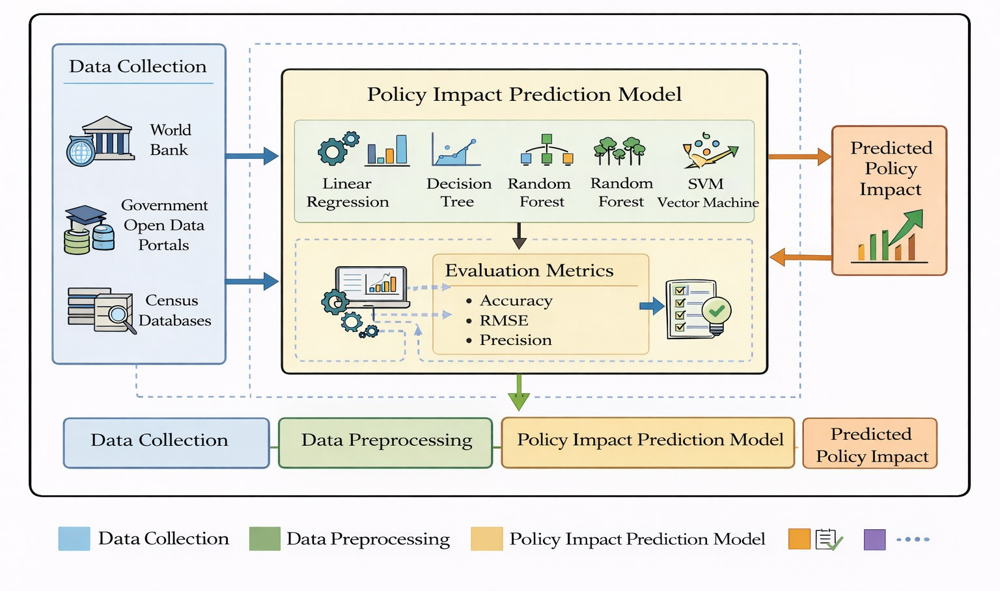 Data Collection
World
Bank
Government
Open Data
Portals
Census
Databases
Policy Impact Prediction Model
Linear
Regression
Decision
Tree
Random
Forest
Random
Forest
SVM
Vector Machine
Evaluation Metrics
• Accuracy
• RMSE
• Precision
Predicted
Policy
Impact
Data Collection
Data Preprocessing
Policy Impact Prediction Model
Predicted
Policy Impact
Data Collection
Data Preprocessing
Policy Impact Prediction Model